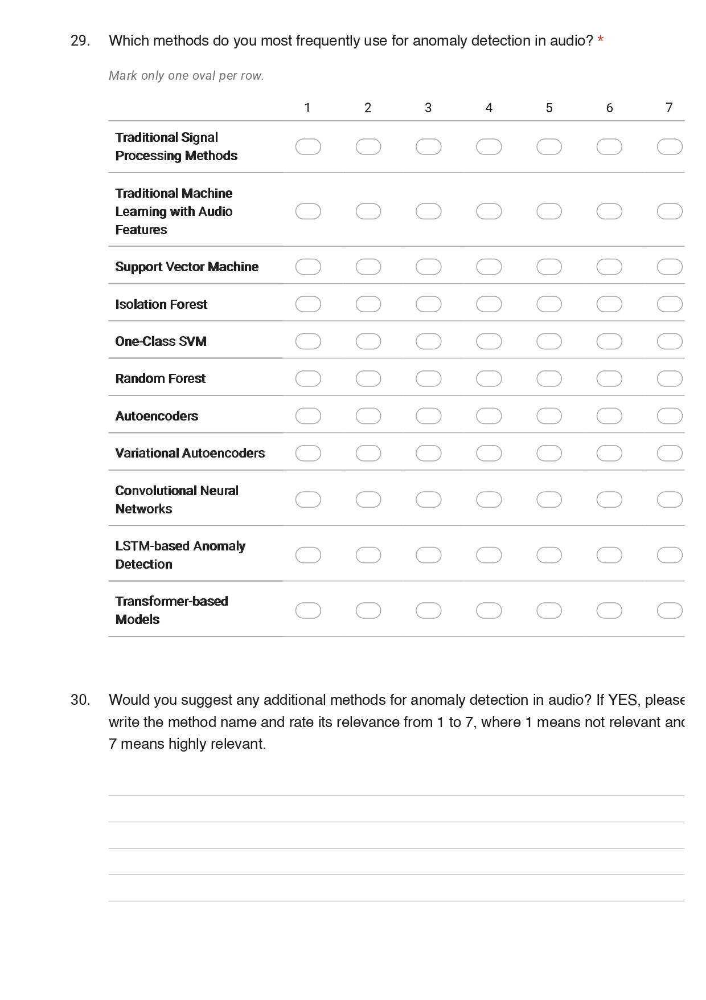 29. Which methods do you most frequently use for anomaly detection in audio? *
Mark only one oval per row.
1 2 3 4 5 6 7
Traditional Signal
Processing Methods
Traditional Machine
Learning with Audio
Features
Support Vector Machine
Isolation Forest
One-Class SVM
Random Forest
Autoencoders
Variational Autoencoders
Convolutional Neural
Networks
LSTM-based Anomaly
Detection
Transformer-based
Models
30. Would you suggest any additional methods for anomaly detection in audio? If YES, please
write the method name and rate its relevance from 1 to 7, where 1 means not relevant and
7 means highly relevant.